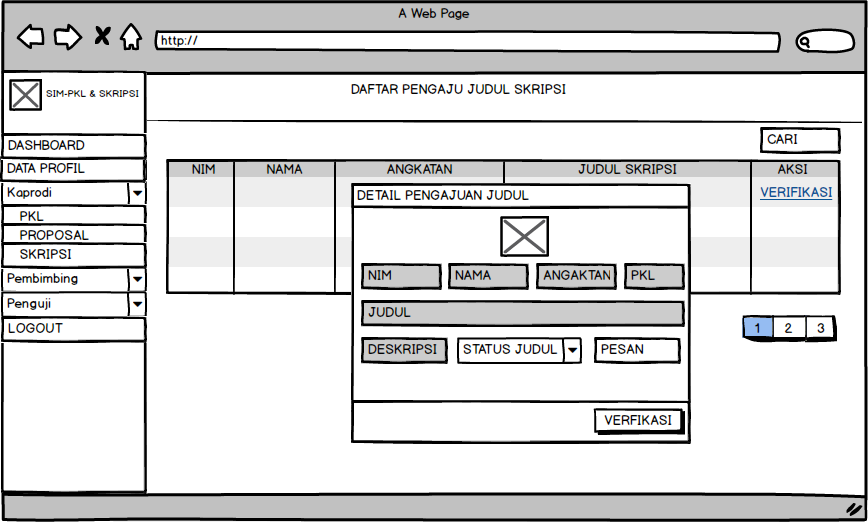 A Web Page
http://
SIM-PKL & SKRIPSI
DAFTAR PENGAJU JUDUL SKRIPSI
DASHBOARD
DATA PROFIL
Kaprodi
PKL
PROPOSAL
SKRIPSI
Pembimbing
Penguji
LOGOUT
CARI
NIM NAMA ANGKATAN JUDUL SKRIPSI AKSI
VERIFIKASI
DETAIL PENGAJUAN JUDUL
NIM NAMA ANGAKTAN PKL
JUDUL
DESKRIPSI STATUS JUDUL PESAN
VERFIKASI
1 2 3